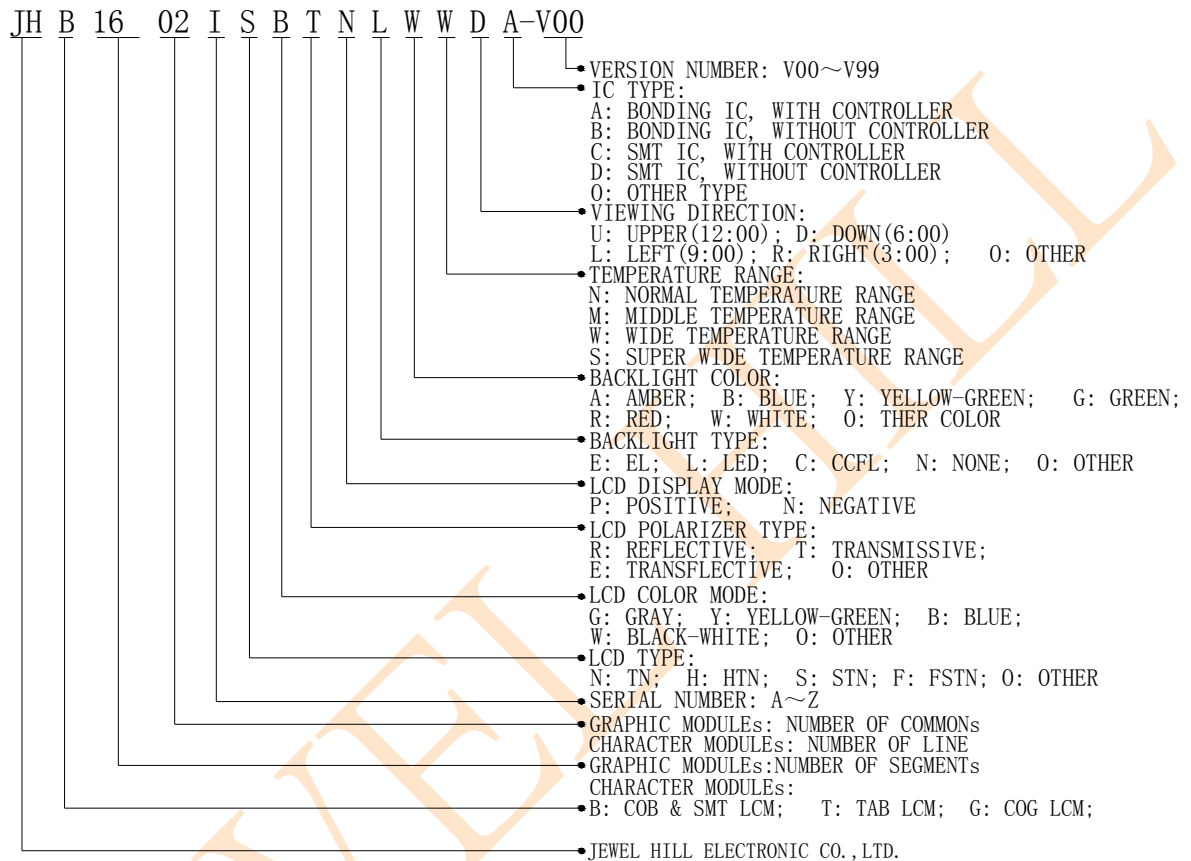 JH B 16 02 I S B T N L W W D A-V00
VERSION NUMBER: V00～V99
IC TYPE:
A: BONDING IC, WITH CONTROLLER
B: BONDING IC, WITHOUT CONTROLLER
C: SMT IC, WITH CONTROLLER
D: SMT IC, WITHOUT CONTROLLER
O: OTHER TYPE
VIEWING DIRECTION:
U: UPPER(12:00); D: DOWN(6:00)
L: LEFT(9:00); R: RIGHT(3:00); O: OTHER
TEMPERATURE RANGE:
N: NORMAL TEMPERATURE RANGE
M: MIDDLE TEMPERATURE RANGE
W: WIDE TEMPERATURE RANGE
S: SUPER WIDE TEMPERATURE RANGE
BACKLIGHT COLOR:
A: AMBER; B: BLUE; Y: YELLOW-GREEN; G: GREEN;
R: RED; W: WHITE; O: THER COLOR
BACKLIGHT TYPE:
E: EL; L: LED; C: CCFL; N: NONE; O: OTHER
LCD DISPLAY MODE:
P: POSITIVE; N: NEGATIVE
LCD POLARIZER TYPE:
R: REFLECTIVE; T: TRANSMISSIVE;
E: TRANSFLECTIVE; O: OTHER
LCD COLOR MODE:
G: GRAY; Y: YELLOW-GREEN; B: BLUE;
W: BLACK-WHITE; O: OTHER
LCD TYPE:
N: TN; H: HTN; S: STN; F: FSTN; O: OTHER
SERIAL NUMBER: A～Z
GRAPHIC MODULEs: NUMBER OF COMMONs
CHARACTER MODULEs: NUMBER OF LINE
GRAPHIC MODULEs:NUMBER OF SEGMENTs
CHARACTER MODULEs:
B: COB & SMT LCM; T: TAB LCM; G: COG LCM;
JEWEL HILL ELECTRONIC CO.,LTD.
VEL HILL